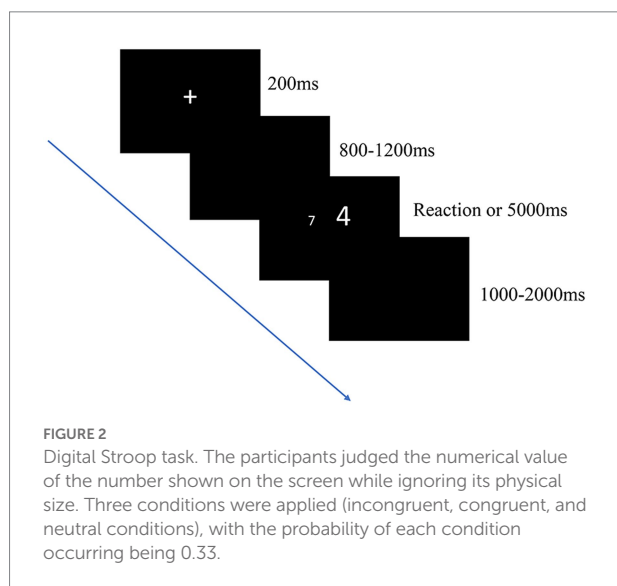 +
200ms
800-1200ms
7 4
Reaction or 5000ms
1000-2000ms
FIGURE 2
Digital Stroop task. The participants judged the numerical value
of the number shown on the screen while ignoring its physical
size. Three conditions were applied (incongruent, congruent, and
neutral conditions), with the probability of each condition
occurring being 0.33.